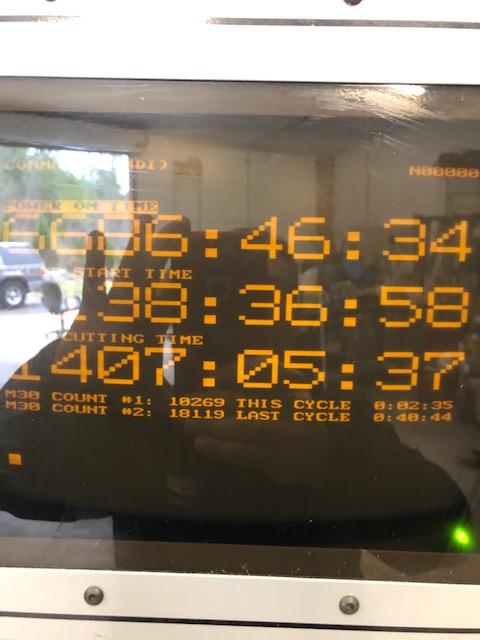 N00000
POWER ON TIME
:46:34
START TIME
38:36:58
CUTTING TIME
1407:05:37
M30 COUNT #1: 10269 THIS CYCLE 0:02:35
M30 COUNT #2: 18119 LAST CYCLE 0:40:44